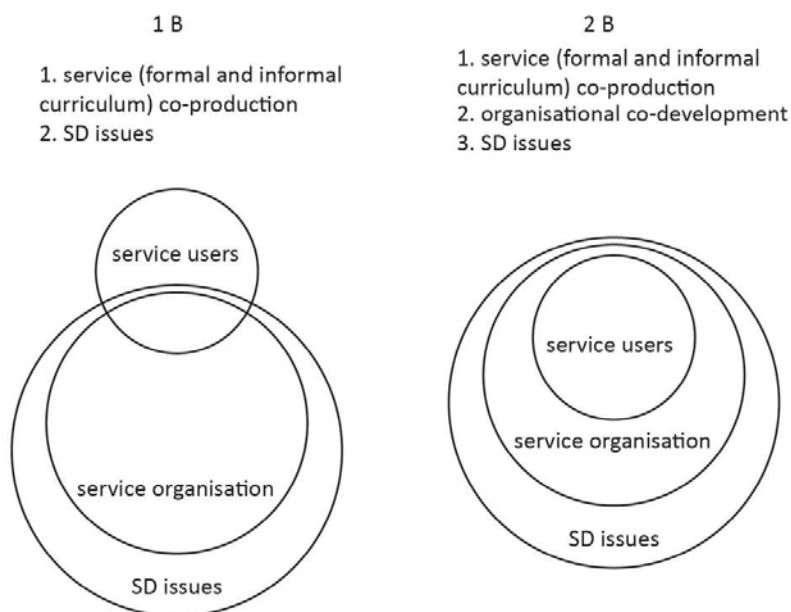 1 B
1. service (formal and informal
curriculum) co-production
2. SD issues
service users
service organisation
SD issues
2 B
1. service (formal and informal
curriculum) co-production
2. organisational co-development
3. SD issues
service users
service organisation
SD issues